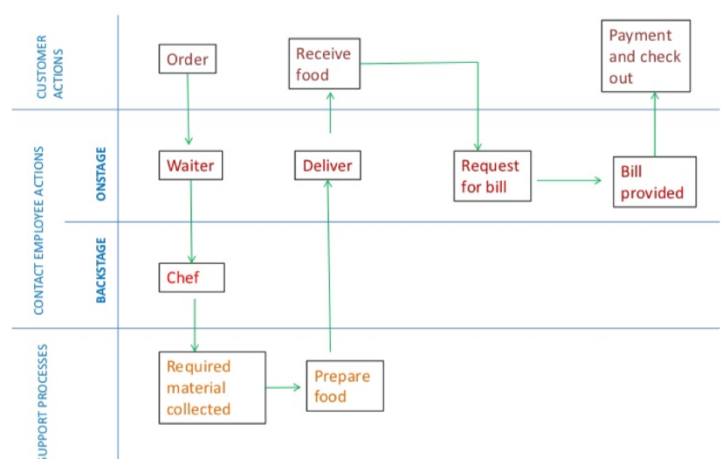 CUSTOMER
ACTIONS
Order
Receive
food
Payment
and check
out
CONTACT EMPLOYEE ACTIONS
ONSTAGE
Waiter
Deliver
Request
for bill
Bill
provided
BACKSTAGE
Chef
SUPPORT PROCESSES
Required
material
collected
Prepare
food